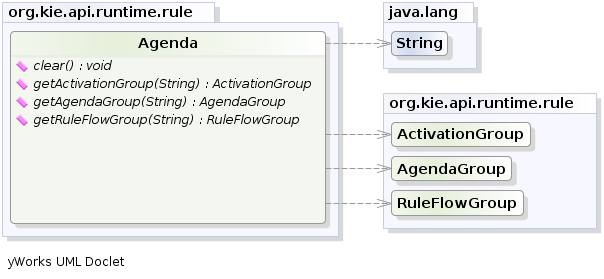 org.kie.api.runtime.rule
Agenda
clear() : void
getActivationGroup(String) : ActivationGroup
getAgendaGroup(String) : AgendaGroup
getRuleFlowGroup(String) : RuleFlowGroup
java.lang
String
org.kie.api.runtime.rule
ActivationGroup
AgendaGroup
RuleFlowGroup
yWorks UML Doclet